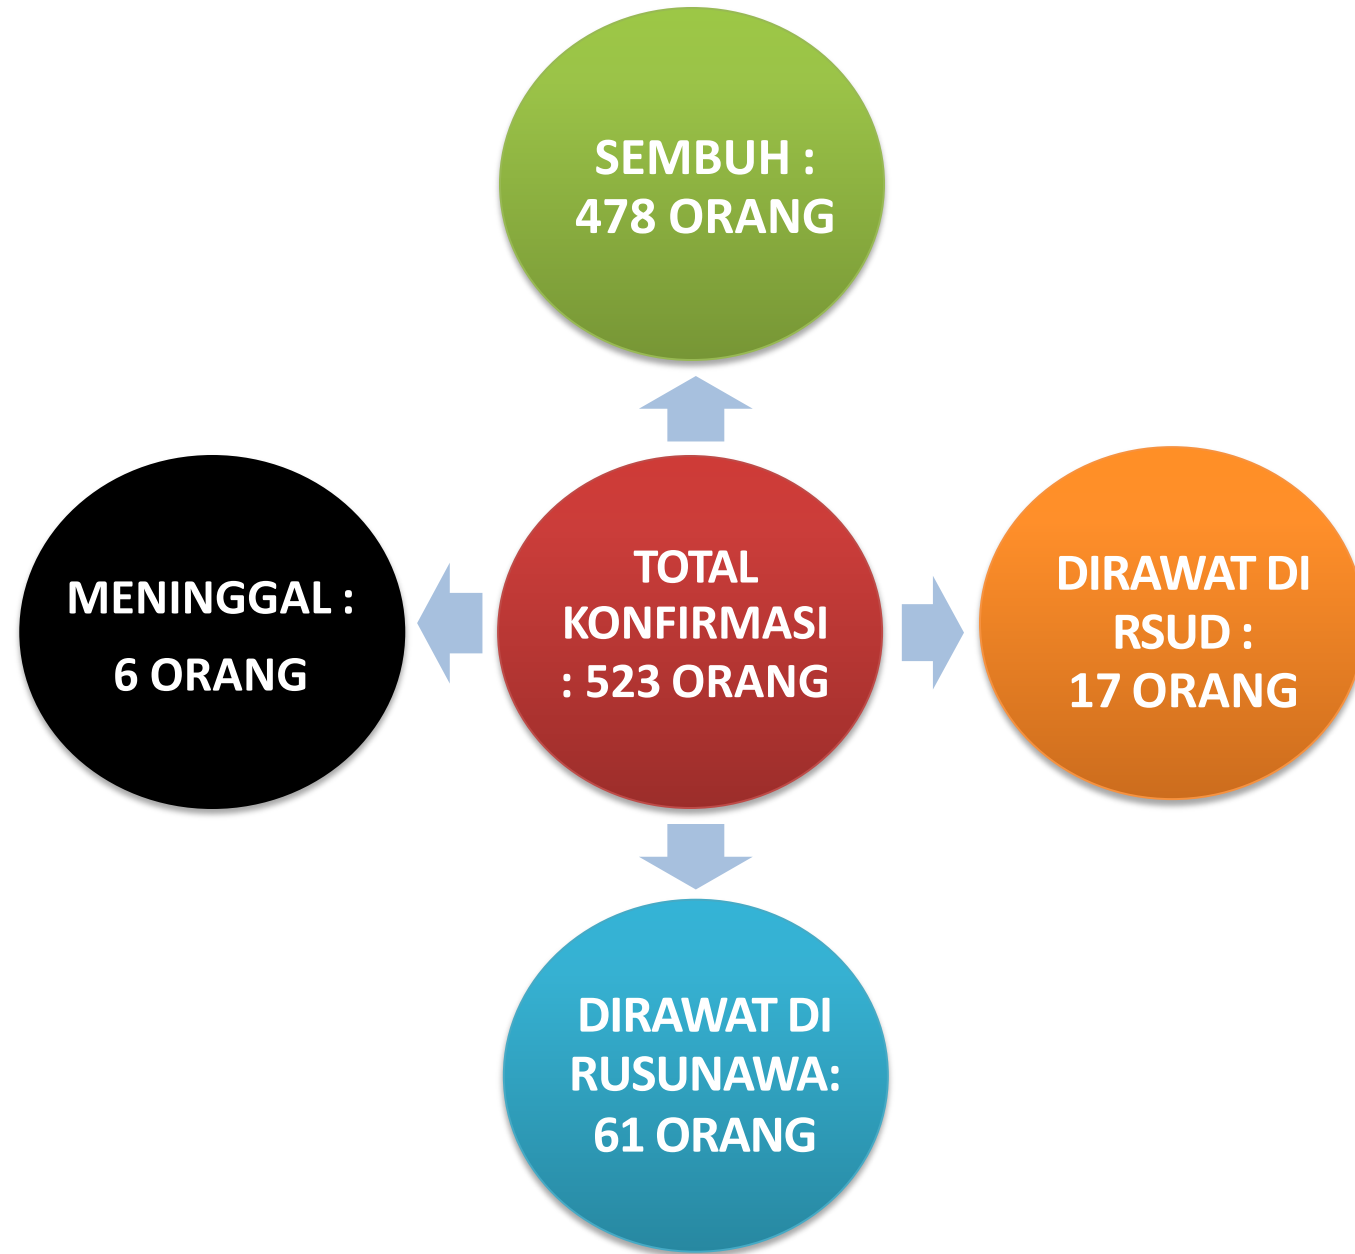 SEMBUH :
478 ORANG
MENINGGAL :
6 ORANG
TOTAL
KONFIRMASI
: 523 ORANG
DIRAWAT DI
RSUD :
17 ORANG
DIRAWAT DI
RUSUNAWA:
61 ORANG